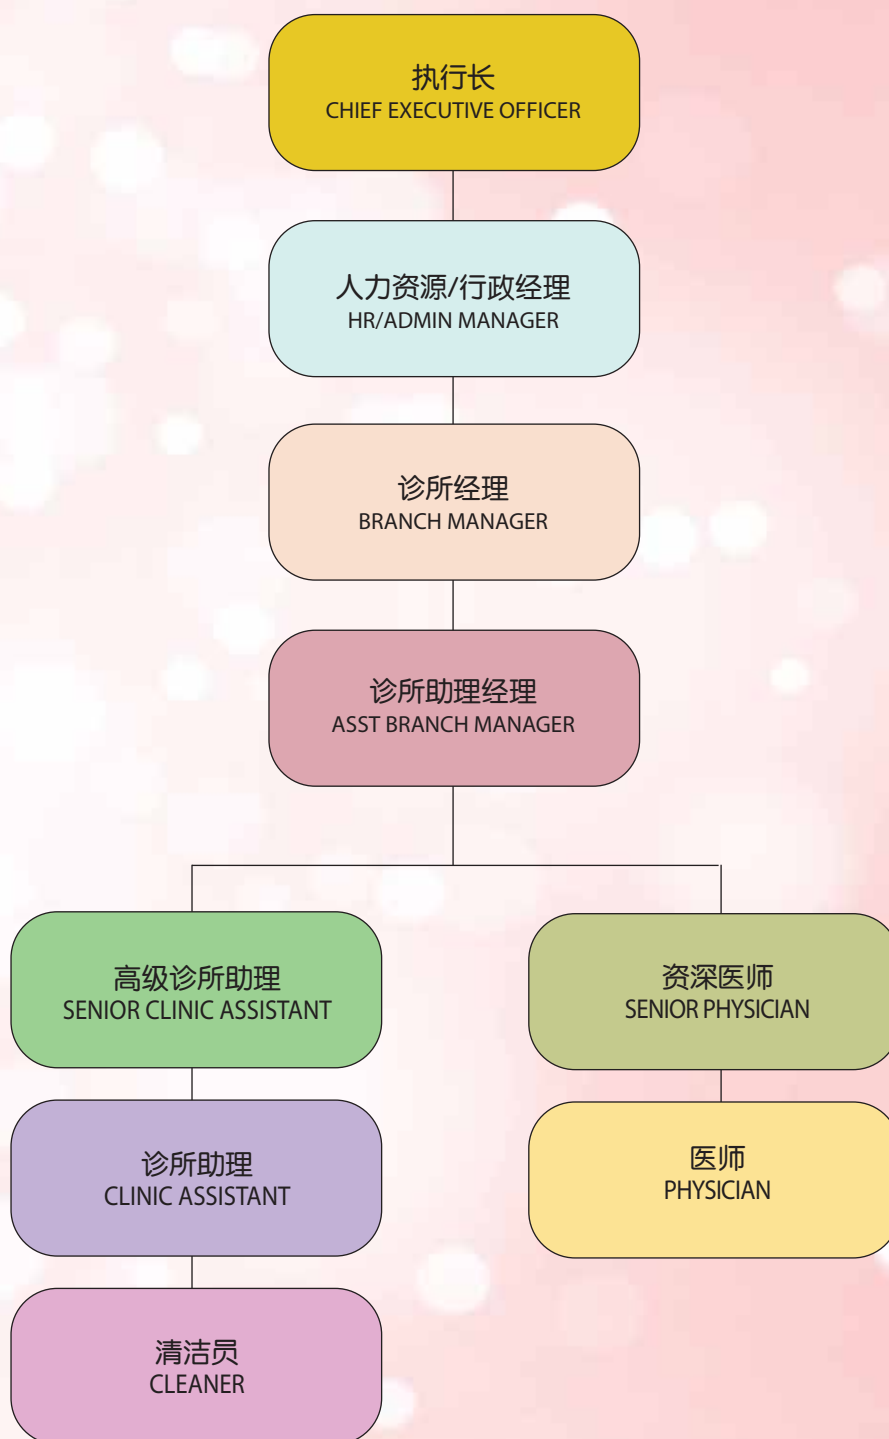 执行长
CHIEF EXECUTIVE OFFICER
人力资源/行政经理
HR/ADMIN MANAGER
诊所经理
BRANCH MANAGER
诊所助理经理
ASST BRANCH MANAGER
高级诊所助理
SENIOR CLINIC ASSISTANT
资深医师
SENIOR PHYSICIAN
诊所助理
CLINIC ASSISTANT
医师
PHYSICIAN
清洁员
CLEANER